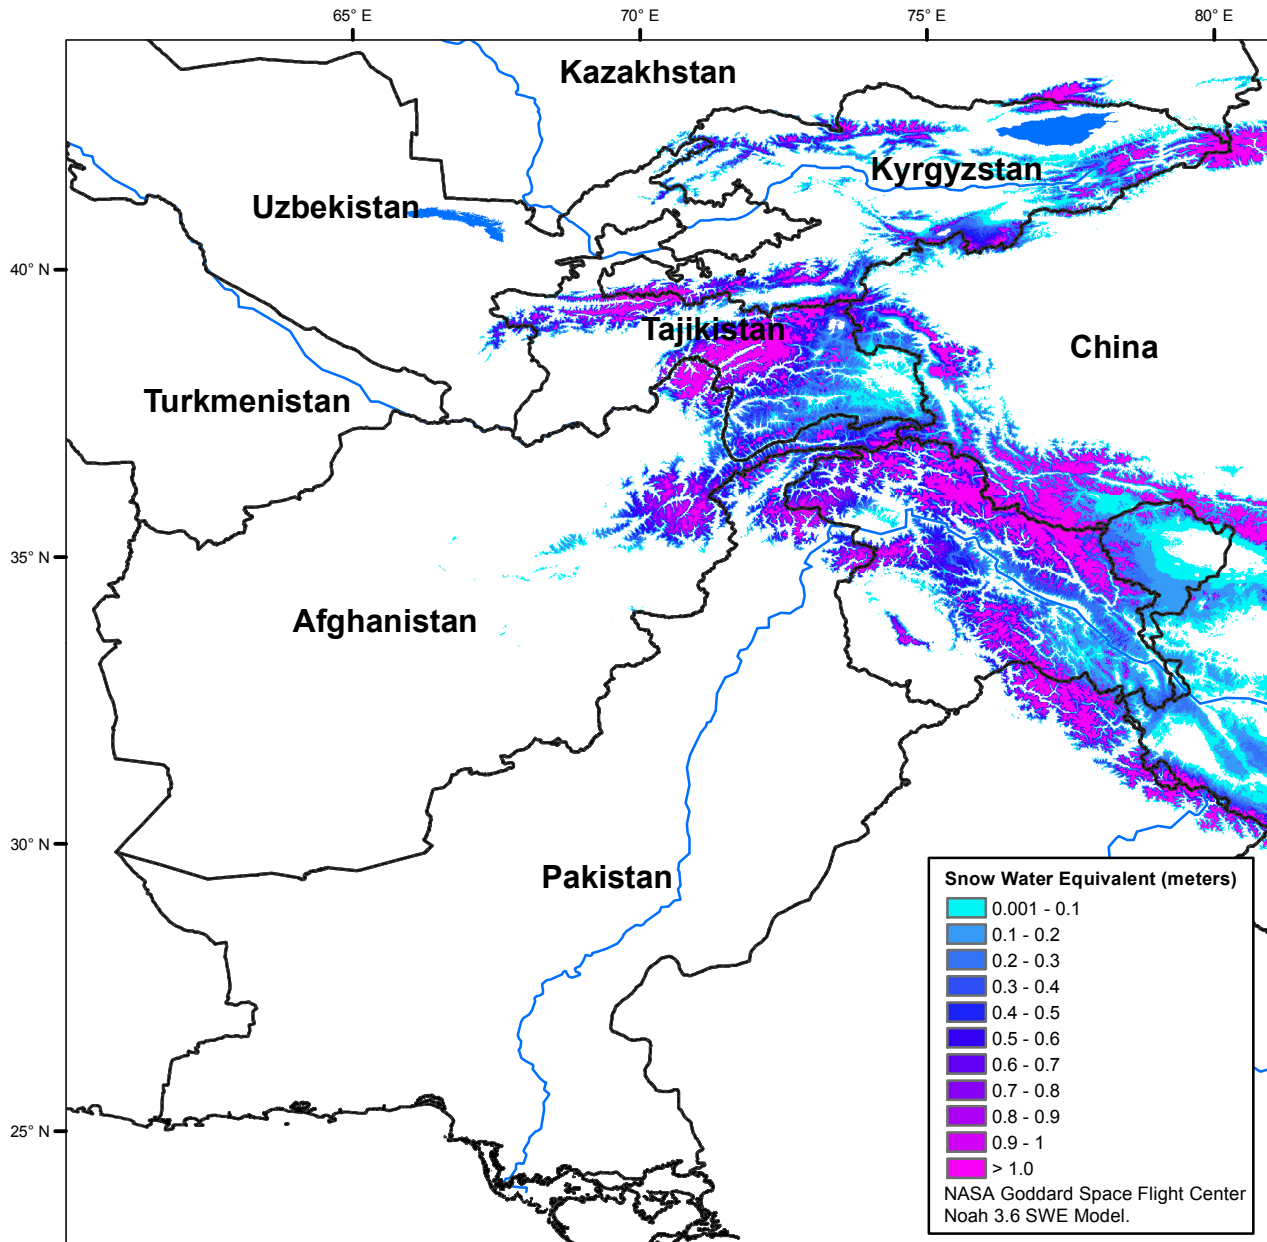 65° E
70° E
75° E
80° E
Kazakhstan
Kyrgyzstan
Uzbekistan
40° N
Tajikistan
China
Turkmenistan
35° N
Afghanistan
30° N
Pakistan
25° N
Snow Water Equivalent (meters)
0.001 - 0.1
0.1 - 0.2
0.2 - 0.3
0.3 - 0.4
0.4 - 0.5
0.5 - 0.6
0.6 - 0.7
0.7 - 0.8
0.8 - 0.9
0.9 - 1
> 1.0
NASA Goddard Space Flight Center
Noah 3.6 SWE Model.